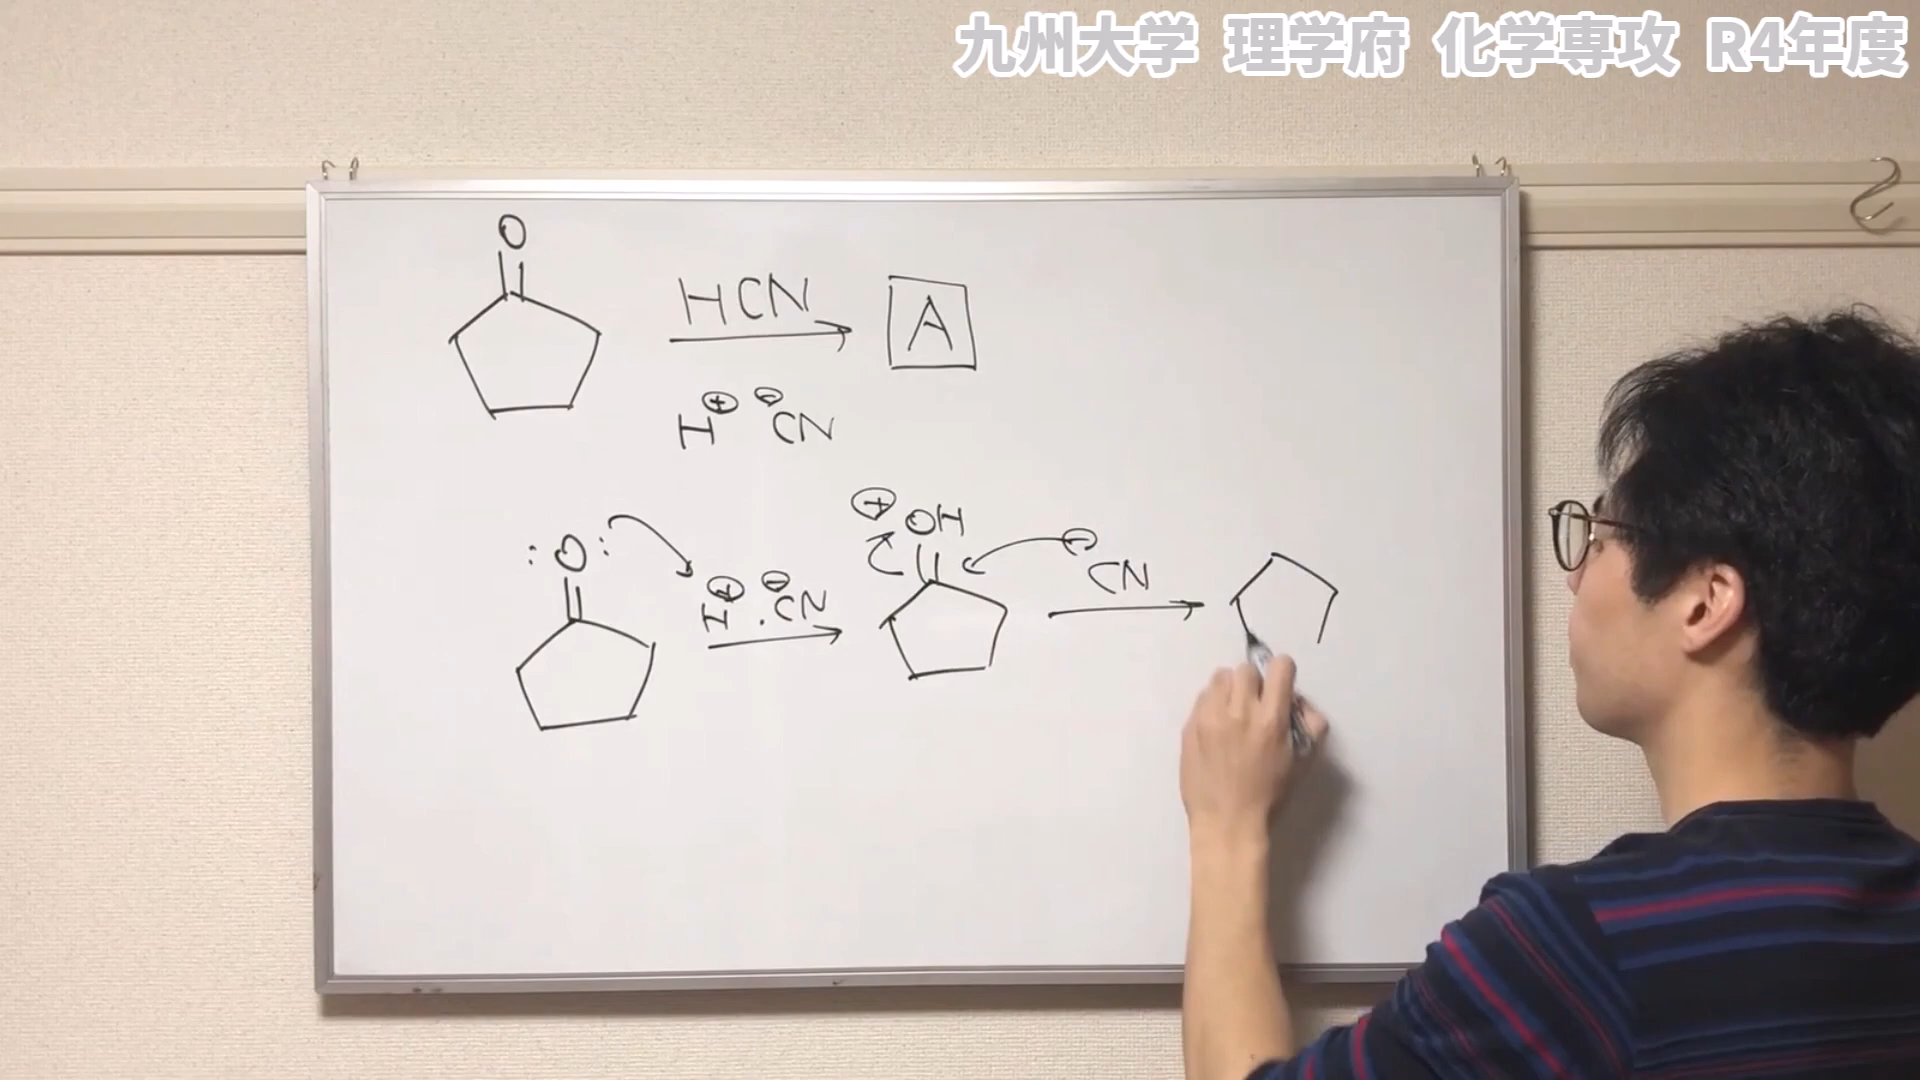 九州大学 理学府 化学専攻 R4年度
O
HCN
A
H⊕ ⊖CN
:O:
H⊕ . ⊖CN
⊕
OH
⊖
CN